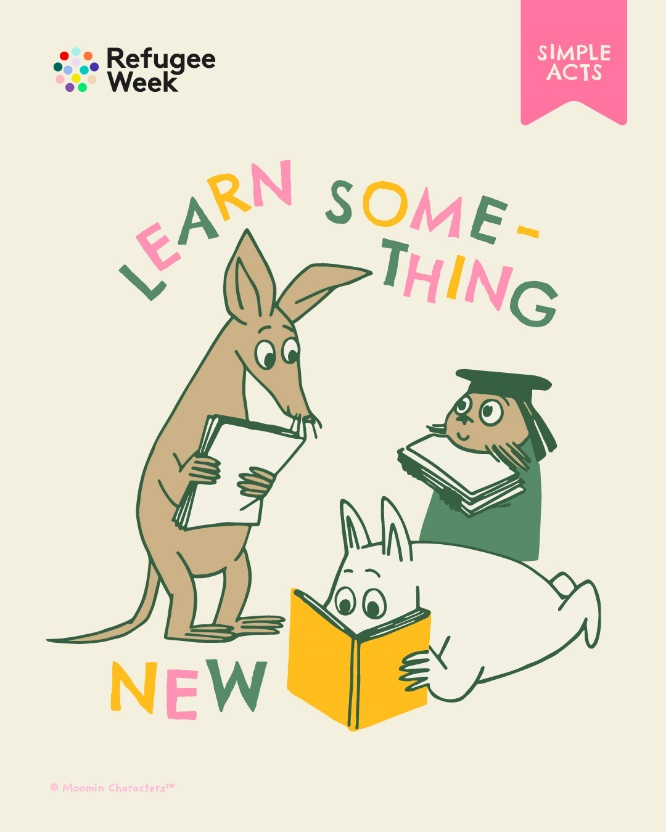 Refugee
Week
SIMPLE
ACTS
LEARN SOME-
THING
NEW
© Moomin Characters™